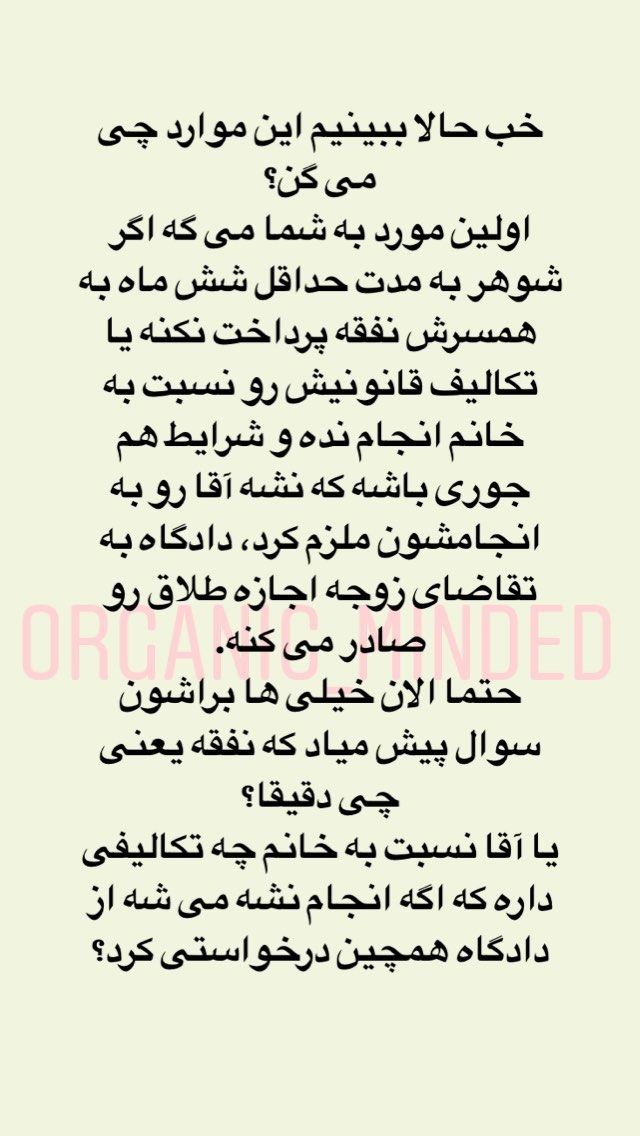 خب حالا ببینیم این موارد چی
می گن؟
اولین مورد به شما می گه اگر
شوهر به مدت حداقل شش ماه به
همسرش نفقه پرداخت نکنه یا
تکالیف قانونیش رو نسبت به
خانم انجام نده و شرایط هم
جوری باشه که نشه آقا رو به
انجامشون ملزم کرد، دادگاه به
تقاضای زوجه اجازه طلاق رو
صادر می کنه.
ORGANIC_MINDED
حتما الان خیلی ها براشون
سوال پیش میاد که نفقه یعنی
چی دقیقا؟
یا آقا نسبت به خانم چه تکالیفی
داره که اگه انجام نشه می شه از
دادگاه همچین درخواستی کرد؟